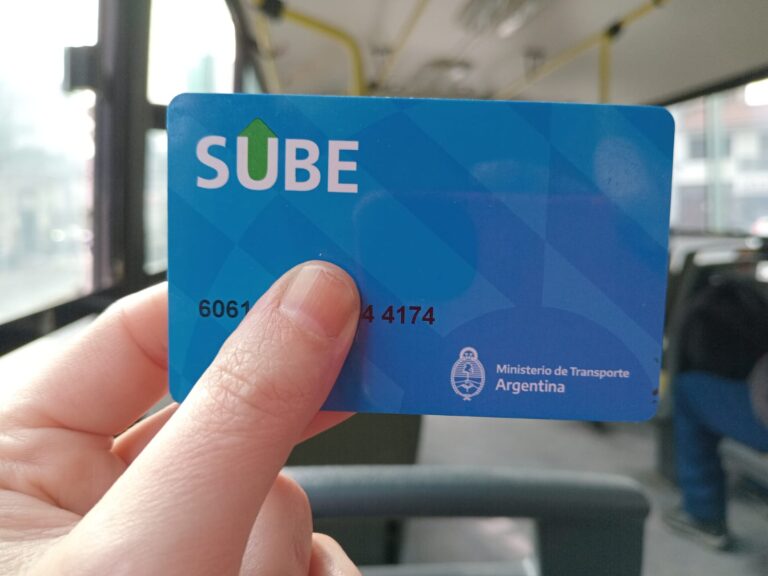 SUBE
6061 4 4174
Ministerio de Transporte
Argentina